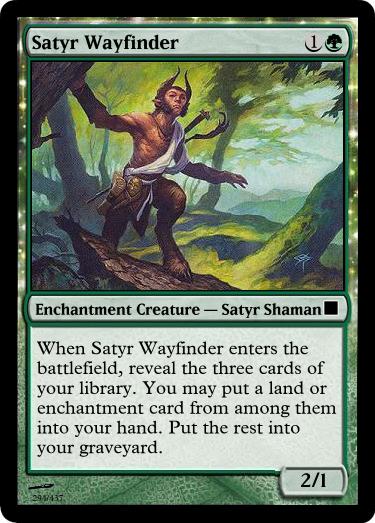 Satyr Wayfinder 1
Enchantment Creature — Satyr Shaman
When Satyr Wayfinder enters the
battlefield, reveal the three cards of
your library. You may put a land or
enchantment card from among them
into your hand. Put the rest into
your graveyard.
2/1
294/437